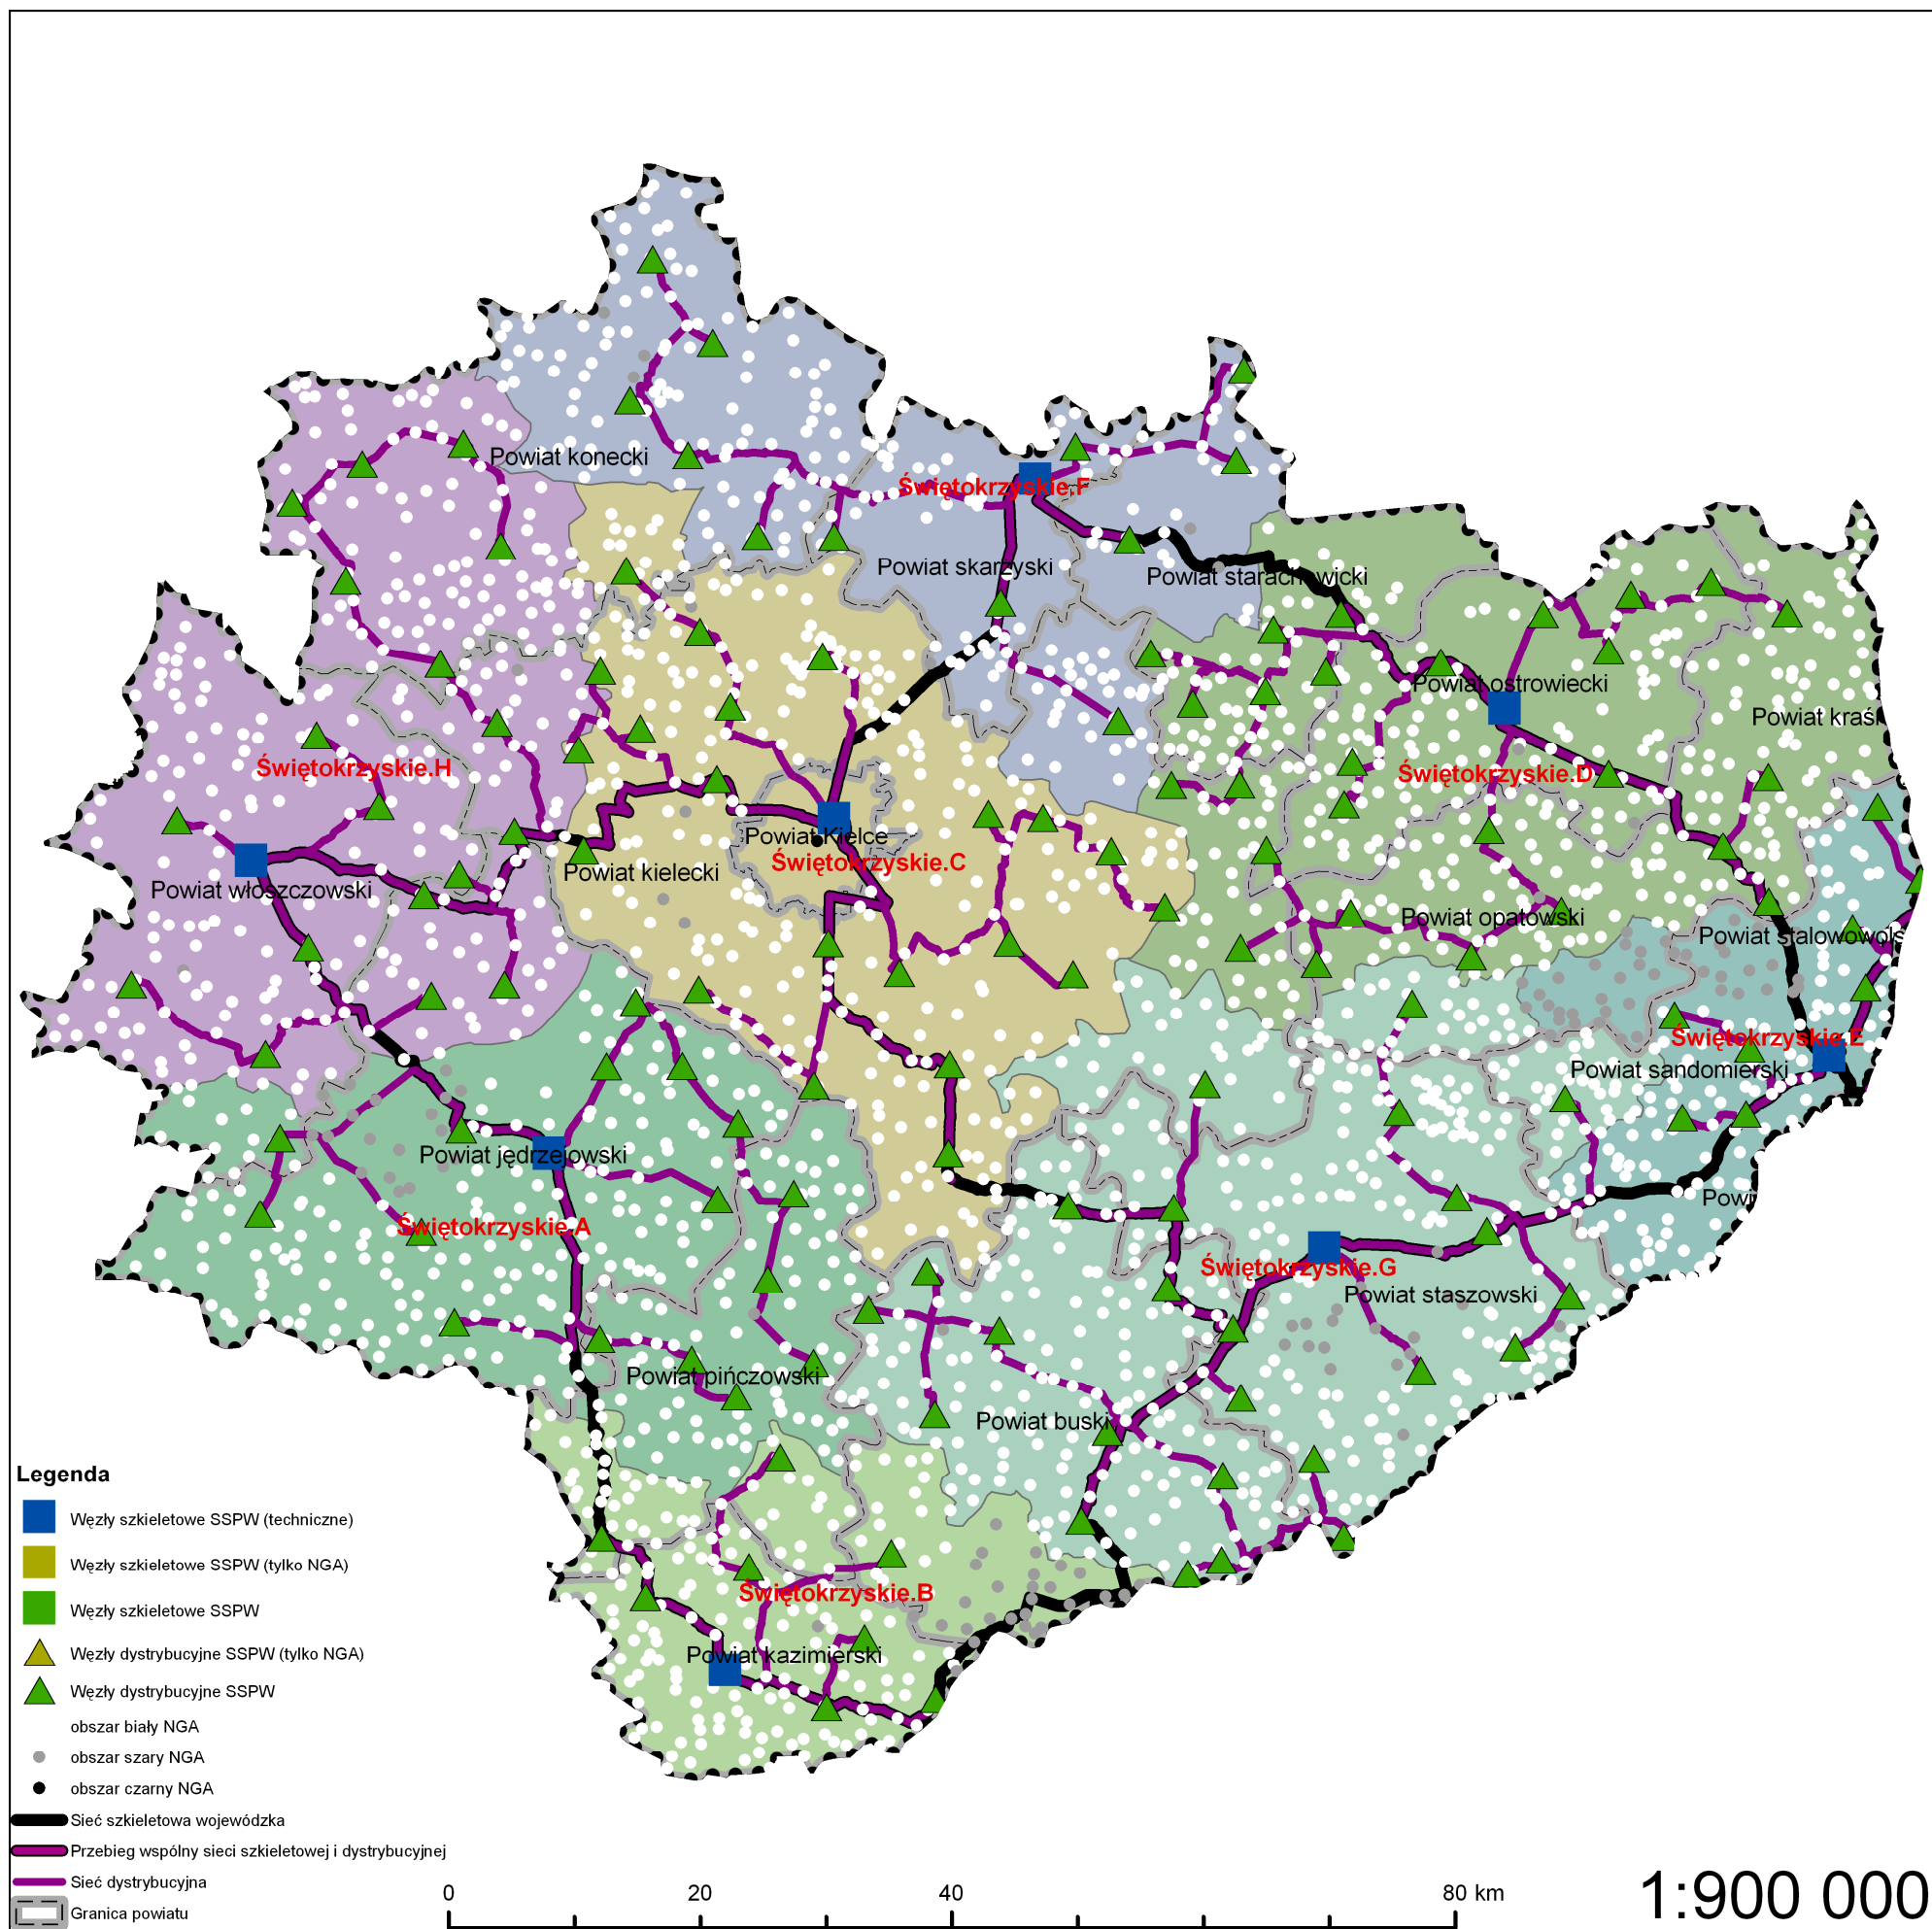 Powiat konecki
Świętokrzyskie.F
Powiat skarżyski
Powiat starachowicki
Powiat ostrowiecki
Powiat kraśn
Świętokrzyskie.H
Świętokrzyskie.D
Powiat Kielce
Świętokrzyskie.C
Powiat kielecki
Powiat włoszczowski
Powiat opatowski
Powiat stalowowols
Świętokrzyskie.E
Powiat sandomierski
Powiat jędrzejowski
Powi
Świętokrzyskie.A
Świętokrzyskie.G
Powiat staszowski
Powiat pińczowski
Powiat buski
Świętokrzyskie.B
Powiat kazimierski
Legenda
Węzły szkieletowe SSPW (techniczne)
Węzły szkieletowe SSPW (tylko NGA)
Węzły szkieletowe SSPW
Węzły dystrybucyjne SSPW (tylko NGA)
Węzły dystrybucyjne SSPW
obszar biały NGA
obszar szary NGA
obszar czarny NGA
Sieć szkieletowa wojewódzka
Przebieg wspólny sieci szkieletowej i dystrybucyjnej
Sieć dystrybucyjna
Granica powiatu
0 20 40 80 km
1:900 000